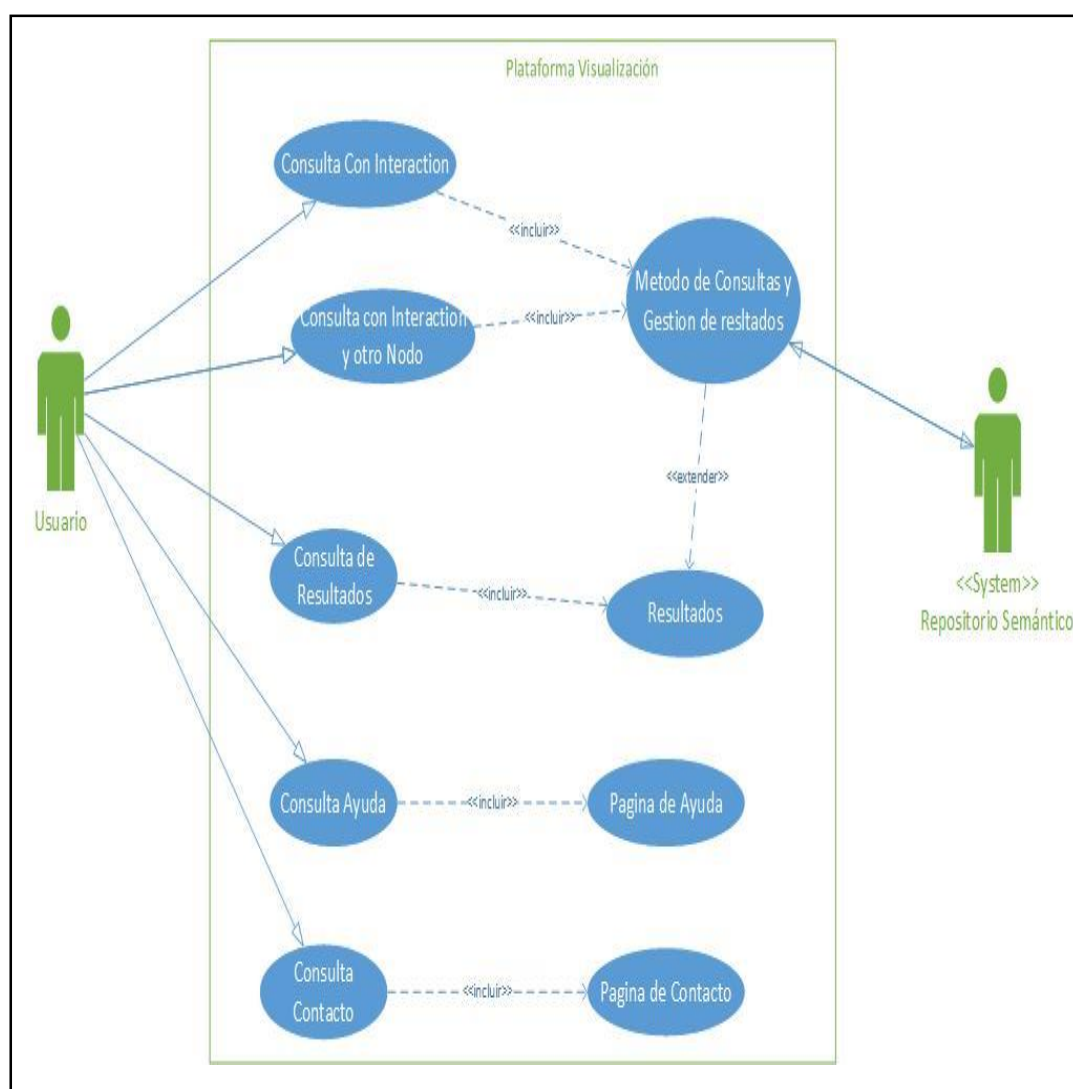 Plataforma Visualización
Consulta Con Interaction
<<incluir>>
Metodo de Consultas y
Gestion de resltados
Consulta con Interaction
y otro Nodo
<<incluir>>
<<extender>>
Usuario
Consulta de
Resultados
<<incluir>>
Resultados
<<System>>
Repositorio Semántico
Consulta Ayuda
<<incluir>>
Pagina de Ayuda
Consulta
Contacto
<<incluir>>
Pagina de Contacto